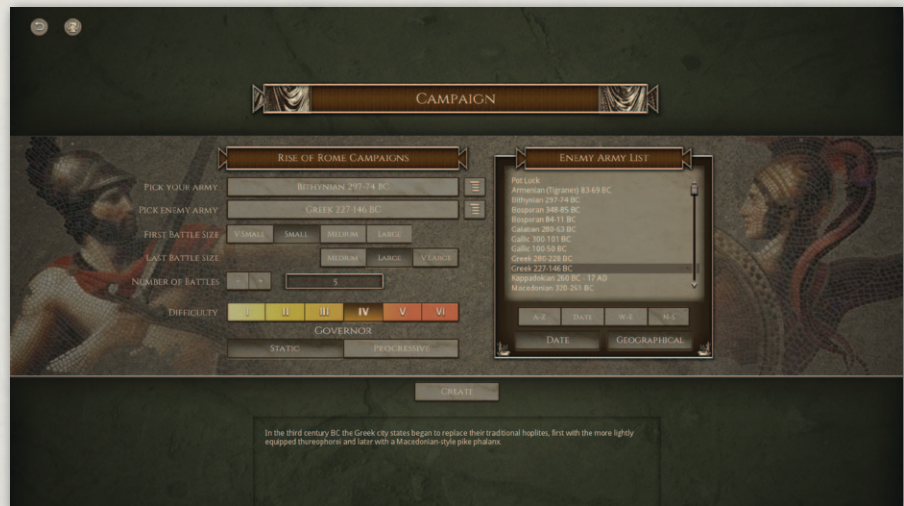 CAMPAIGN
RISE OF ROME CAMPAIGNS
PICK YOUR ARMY
BITHYNIAN 297-74 BC
PICK ENEMY ARMY
GREEK 227-146 BC
FIRST BATTLE SIZE
V.SMALL SMALL MEDIUM LARGE
LAST BATTLE SIZE
MEDIUM LARGE V.LARGE
NUMBER OF BATTLES
5
DIFFICULTY
I II III IV V VI
GOVERNOR
STATIC PROGRESSIVE
ENEMY ARMY LIST
Pot Luck
Armenian (Tigranes) 83-69 BC
Bithynian 297-74 BC
Bosporan 348-85 BC
Bosporan 84-11 BC
Galatian 280-63 BC
Gallic 300-101 BC
Gallic 100-50 BC
Greek 280-228 BC
Greek 227-146 BC
Kappadokian 260 BC - 17 AD
Macedonian 320-261 BC
A-Z DATE W-E N-S
DATE GEOGRAPHICAL
CREATE
In the third century BC the Greek city states began to replace their traditional hoplites, first with the more lightly
equipped thureophoroi and later with a Macedonian-style pike phalanx.